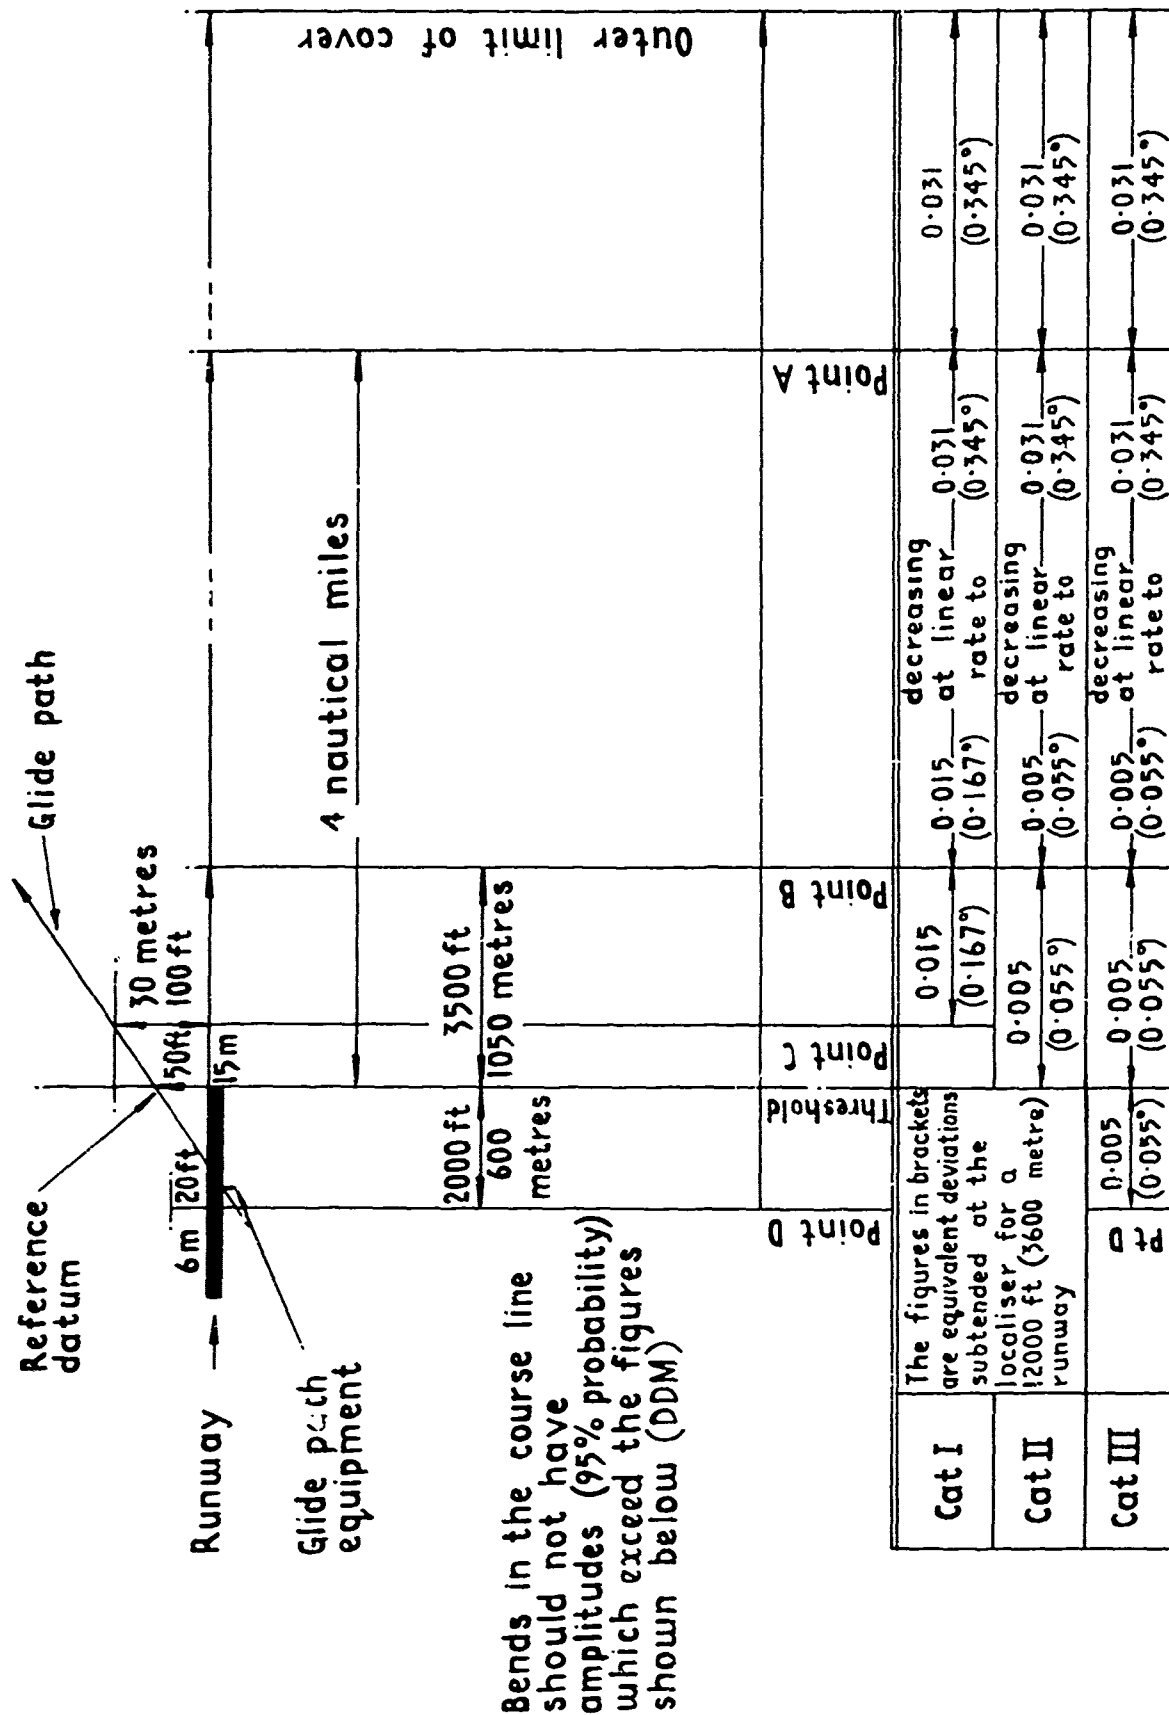 Glide path
Reference
datum
30 metres
100 ft
50ft
15m
6m
20ft
Runway
Glide path
equipment
4 nautical miles
2000 ft
600
metres
3500 ft
1050 metres
Bends in the course line
should not have
amplitudes (95% probability)
which exceed the figures
shown below (DDM)
Outer limit of cover
Point D
Threshold
Point C
Point B
Point A
Cat I
The figures in brackets
are equivalent deviations
subtended at the
localiser for a
12000 ft (3600 metre)
runway
0·015
(0·167°)
0·015
(0·167°)
decreasing
at linear
rate to
0·031
(0·345°)
0·031
(0·345°)
Cat II
0·005
(0·055°)
0·005
(0·055°)
decreasing
at linear
rate to
0·031
(0·345°)
0·031
(0·345°)
Cat III
Pt D
0·005
(0·055°)
0·005
(0·055°)
0·005
(0·055°)
decreasing
at linear
rate to
0·031
(0·345°)
0·031
(0·345°)